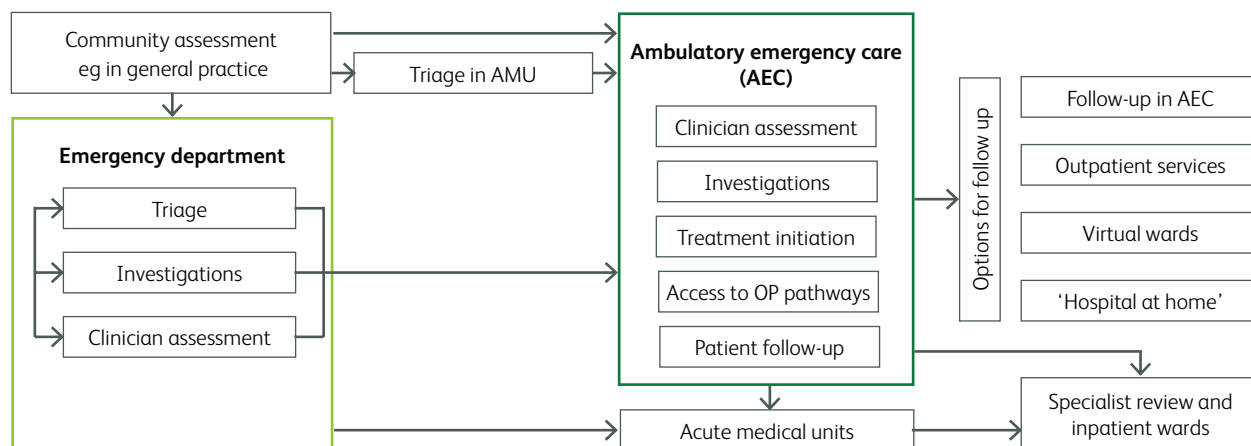 Community assessment
eg in general practice
Triage in AMU
Emergency department
Triage
Investigations
Clinician assessment
Ambulatory emergency care
(AEC)
Clinician assessment
Investigations
Treatment initiation
Access to OP pathways
Patient follow-up
Options for follow up
Follow-up in AEC
Outpatient services
Virtual wards
‘Hospital at home’
Acute medical units
Specialist review and
inpatient wards